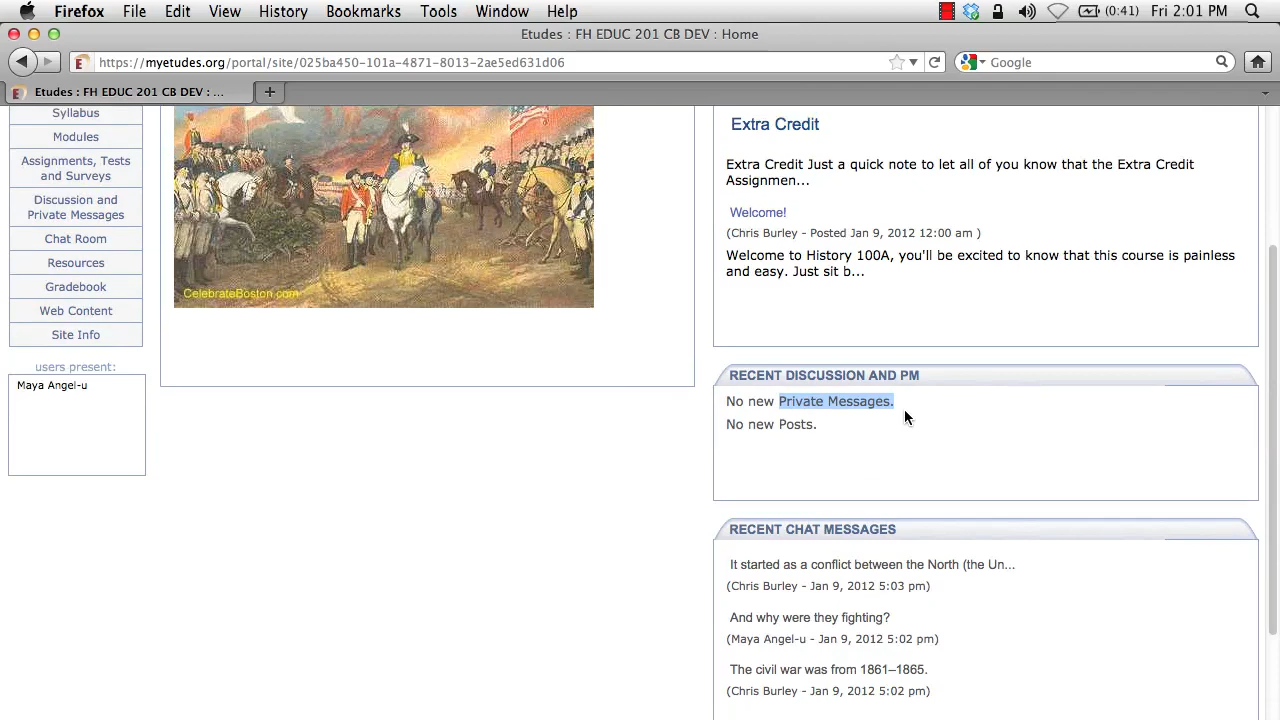 Firefox File Edit View History Bookmarks Tools Window Help (0:41) Fri 2:01 PM
Etudes : FH EDUC 201 CB DEV : Home
https://myetudes.org/portal/site/025ba450-101a-4871-8013-2ae5ed631d06 Google
Etudes : FH EDUC 201 CB DEV : ... +
Syllabus
Modules
Assignments, Tests
and Surveys
Discussion and
Private Messages
Chat Room
Resources
Gradebook
Web Content
Site Info
users present:
Maya Angel-u
CelebrateBoston.com
Extra Credit
Extra Credit Just a quick note to let all of you know that the Extra Credit
Assignmen...
Welcome!
(Chris Burley - Posted Jan 9, 2012 12:00 am )
Welcome to History 100A, you'll be excited to know that this course is painless
and easy. Just sit b...
RECENT DISCUSSION AND PM
No new Private Messages.
No new Posts.
RECENT CHAT MESSAGES
It started as a conflict between the North (the Un...
(Chris Burley - Jan 9, 2012 5:03 pm)
And why were they fighting?
(Maya Angel-u - Jan 9, 2012 5:02 pm)
The civil war was from 1861–1865.
(Chris Burley - Jan 9, 2012 5:02 pm)